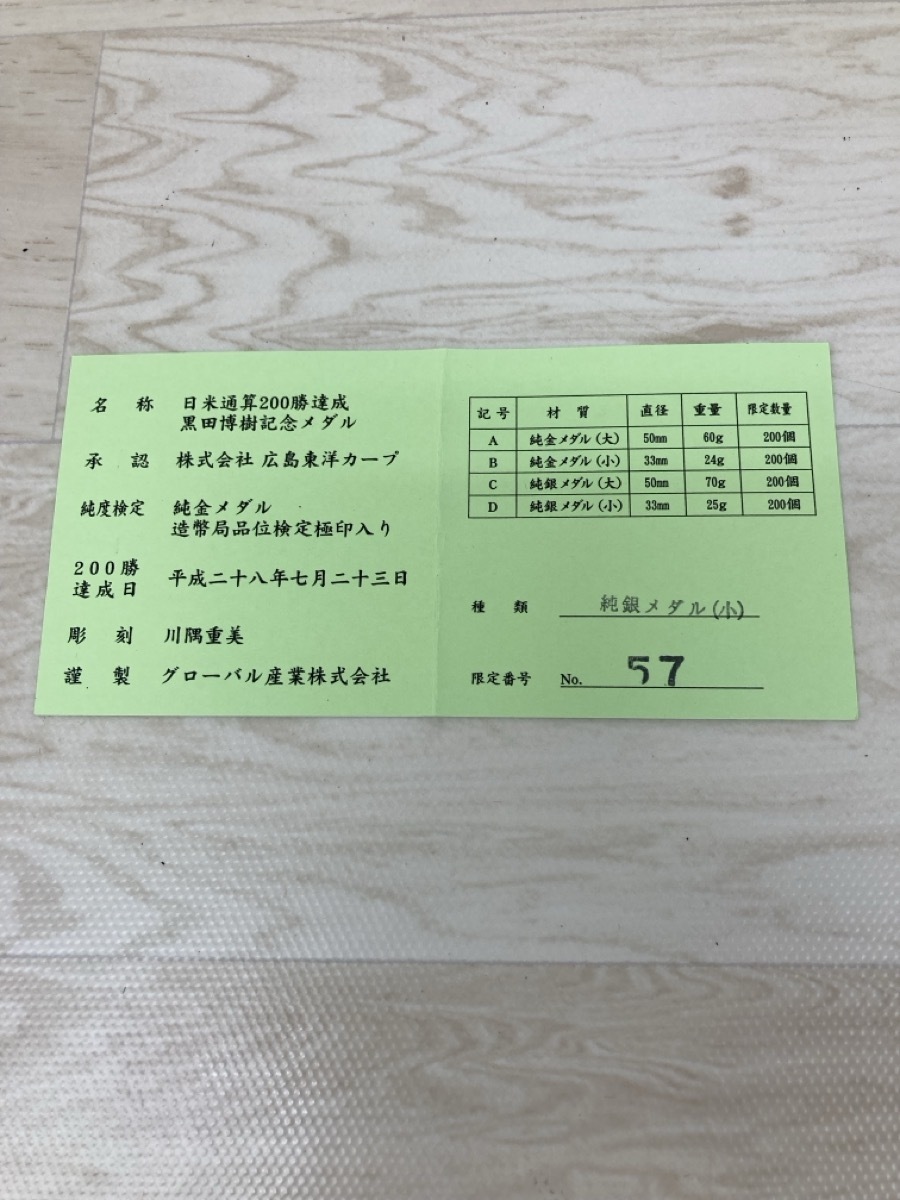 名 称 日米通算200勝達成
黒田博樹記念メダル
承 認 株式会社 広島東洋カープ
純度検定 純金メダル
造幣局品位検定極印入り
200勝
達成日 平成二十八年七月二十三日
彫 刻 川隅重美
謹 製 グローバル産業株式会社
記号 材 質 直径 重量 限定数量
A 純金メダル(大) 50mm 60g 200個
B 純金メダル(小) 33mm 24g 200個
C 純銀メダル(大) 50mm 70g 200個
D 純銀メダル(小) 33mm 25g 200個
種 類 純銀メダル(小)
限定番号 No. 57